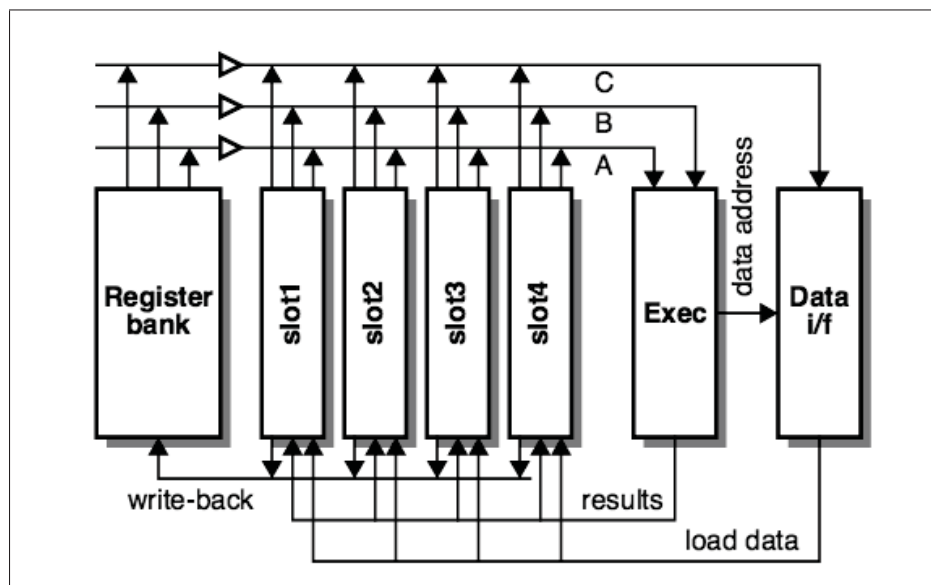 C
B
A
Register
bank
slot1
slot2
slot3
slot4
Exec
data address
Data
i/f
write-back
results
load data